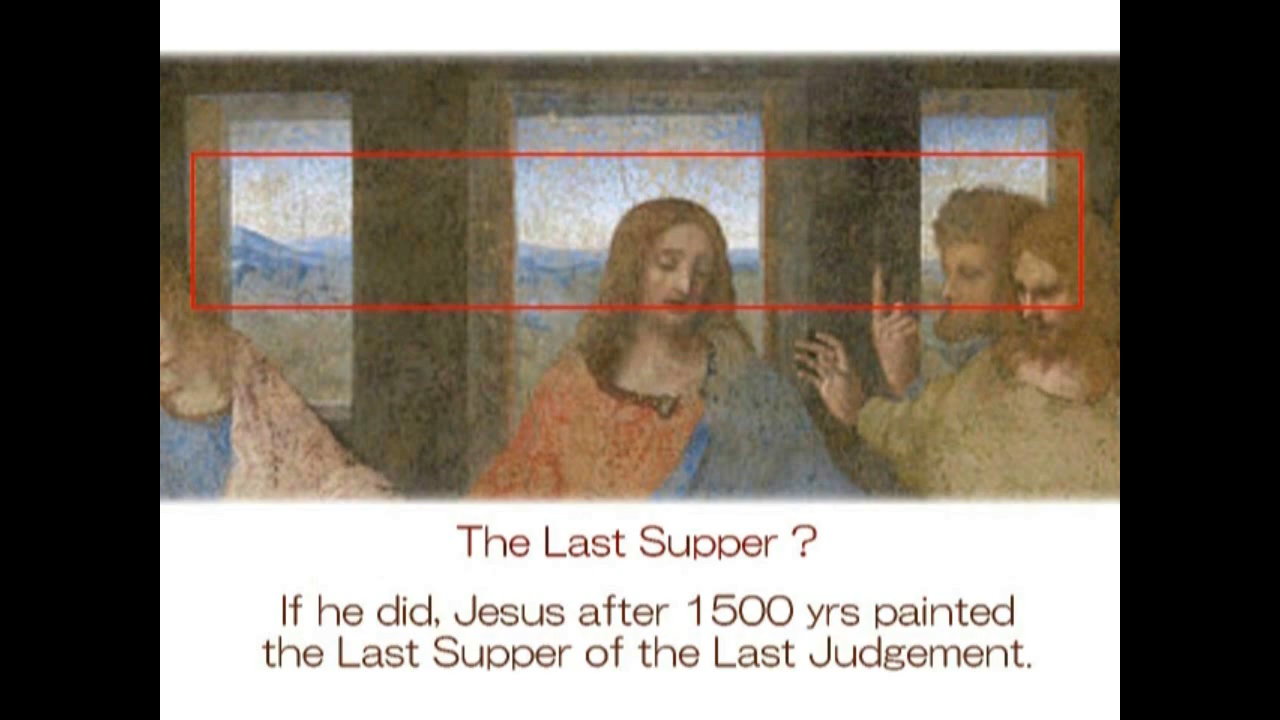 The Last Supper ?
If he did, Jesus after 1500 yrs painted
the Last Supper of the Last Judgement.